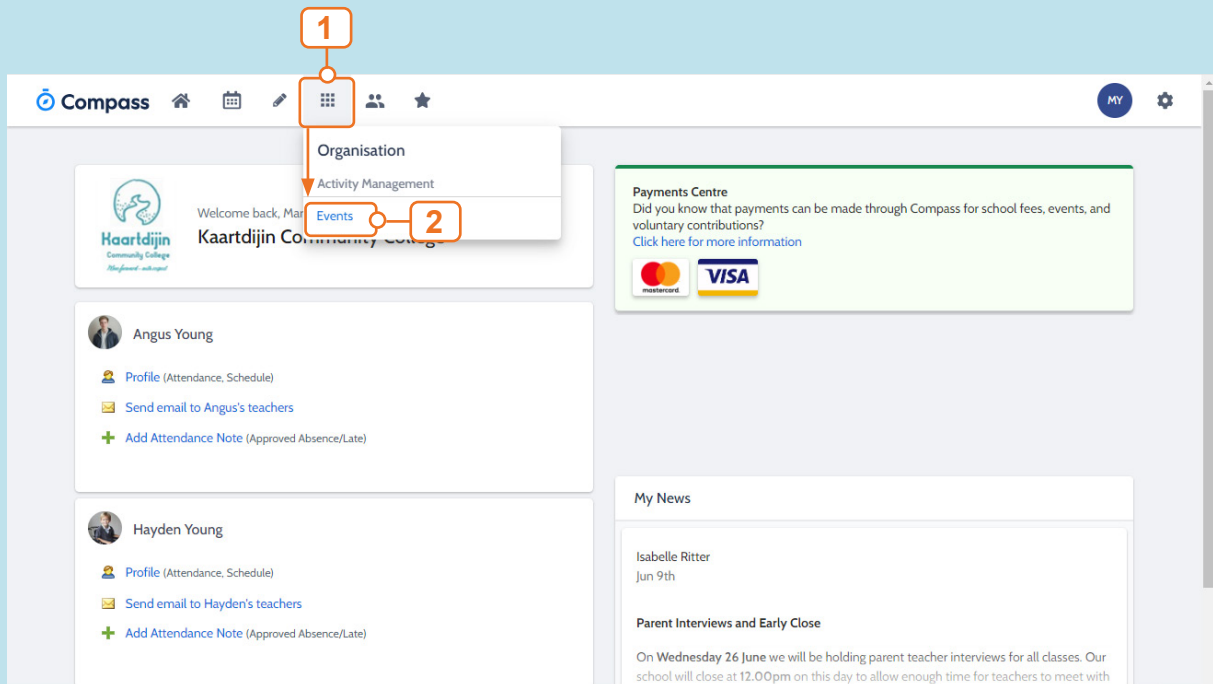 1
Compass
MY
Organisation
Activity Management
Events
2
Kaartdijin
Community College
Welcome back, Mar
Kaartdijin Community College
Payments Centre
Did you know that payments can be made through Compass for school fees, events, and
voluntary contributions?
Click here for more information
mastercard
VISA
Angus Young
Profile (Attendance, Schedule)
Send email to Angus's teachers
Add Attendance Note (Approved Absence/Late)
Hayden Young
Profile (Attendance, Schedule)
Send email to Hayden's teachers
Add Attendance Note (Approved Absence/Late)
My News
Isabelle Ritter
Jun 9th
Parent Interviews and Early Close
On Wednesday 26 June we will be holding parent teacher interviews for all classes. Our
school will close at 12.00pm on this day to allow enough time for teachers to meet with